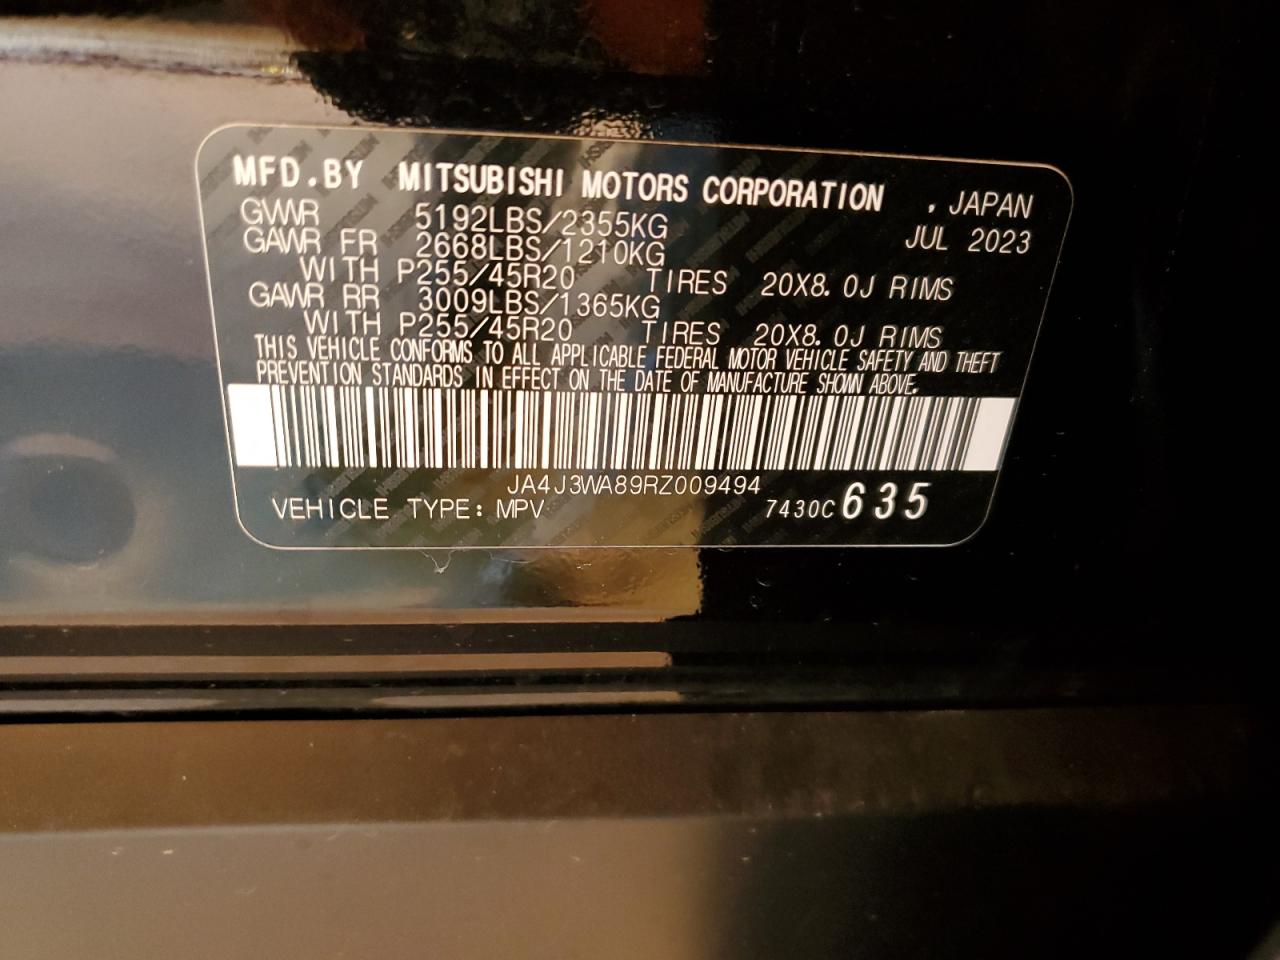 MFD.BY MITSUBISHI MOTORS CORPORATION , JAPAN
GVWR 5192LBS/2355KG JUL 2023
GAWR FR 2668LBS/1210KG
WITH P255/45R20 TIRES 20X8.0J RIMS
GAWR RR 3009LBS/1365KG
WITH P255/45R20 TIRES 20X8.0J RIMS
THIS VEHICLE CONFORMS TO ALL APPLICABLE FEDERAL MOTOR VEHICLE SAFETY AND THEFT
PREVENTION STANDARDS IN EFFECT ON THE DATE OF MANUFACTURE SHOWN ABOVE.
JA4J3WA89RZ009494
VEHICLE TYPE: MPV 7430C 635